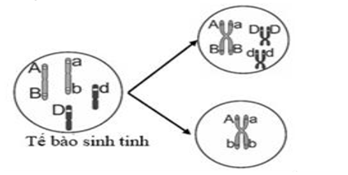 A a D D
B B d d
A a
B b D d
Tế bào sinh tinh
A a
b b